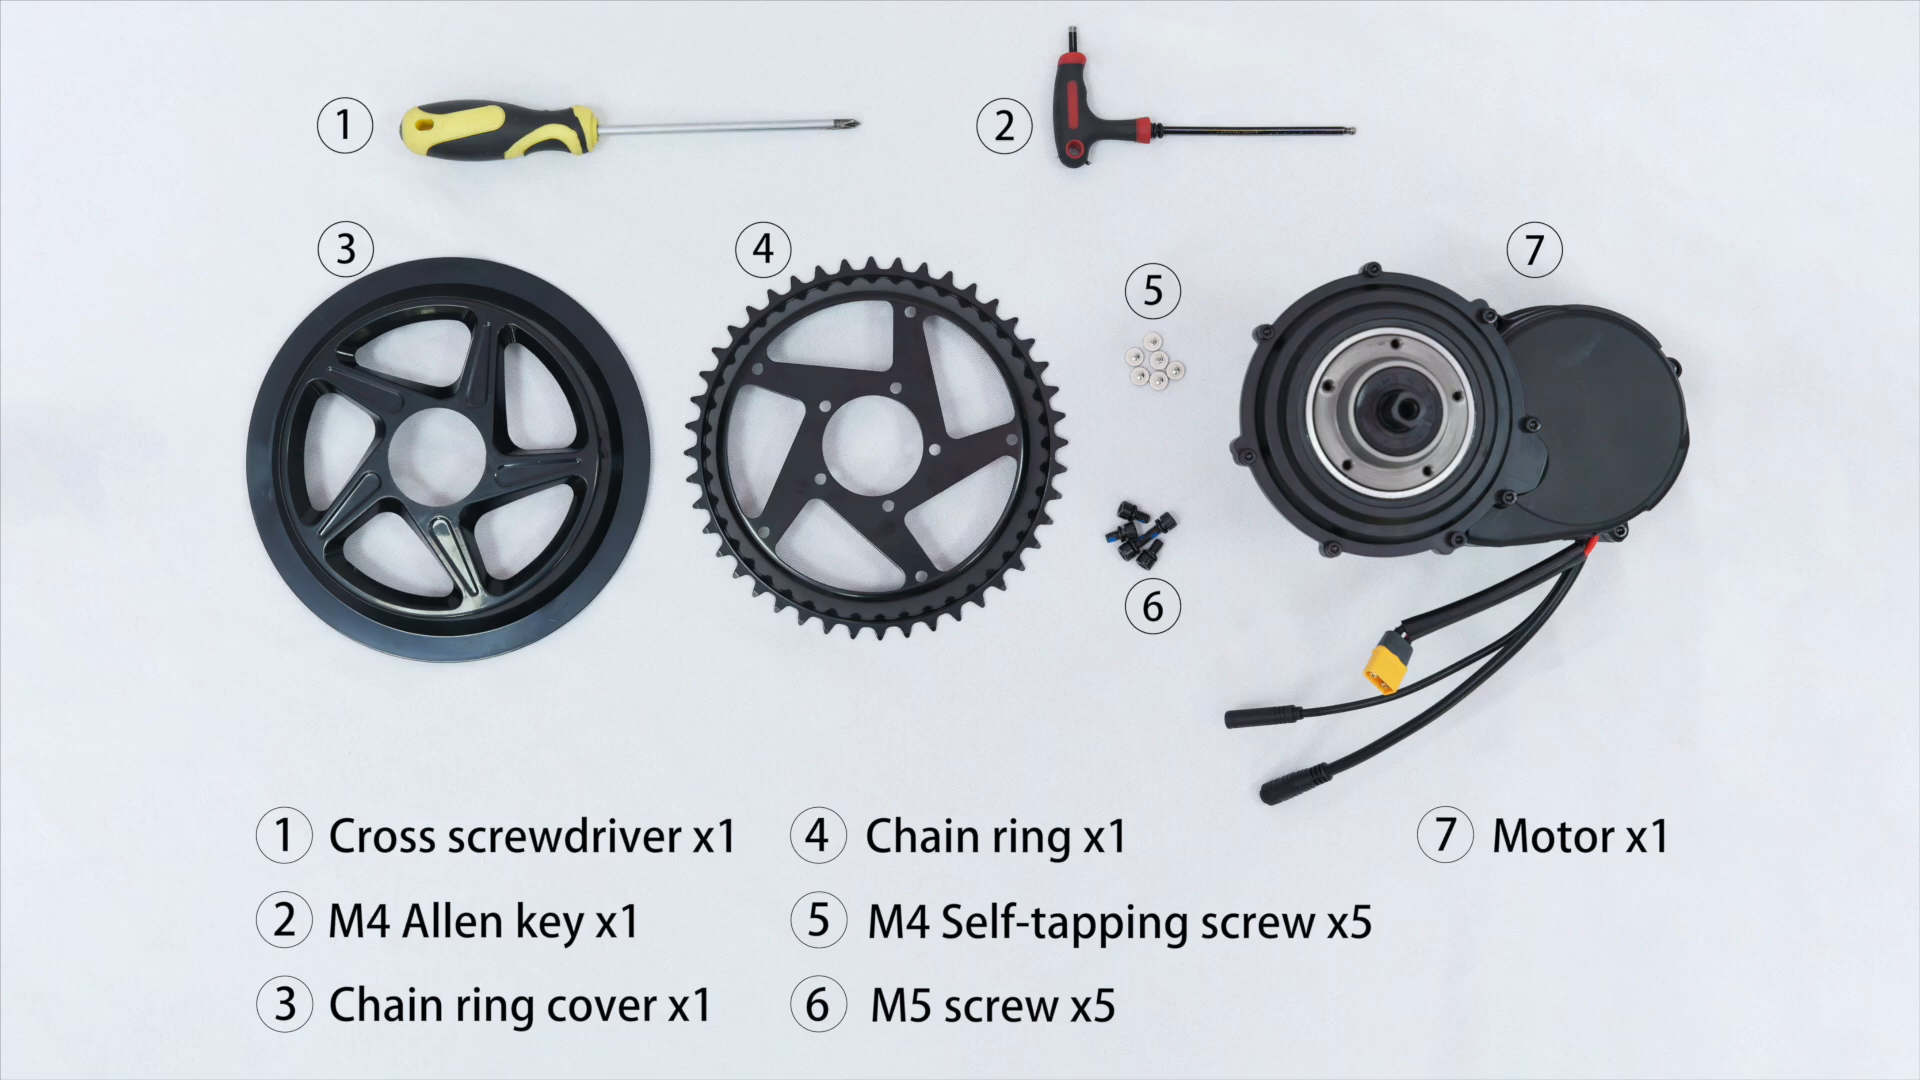 ①
②
③
④
⑤
⑦
⑥
① Cross screwdriver x1
④ Chain ring x1
⑦ Motor x1
② M4 Allen key x1
⑤ M4 Self-tapping screw x5
③ Chain ring cover x1
⑥ M5 screw x5